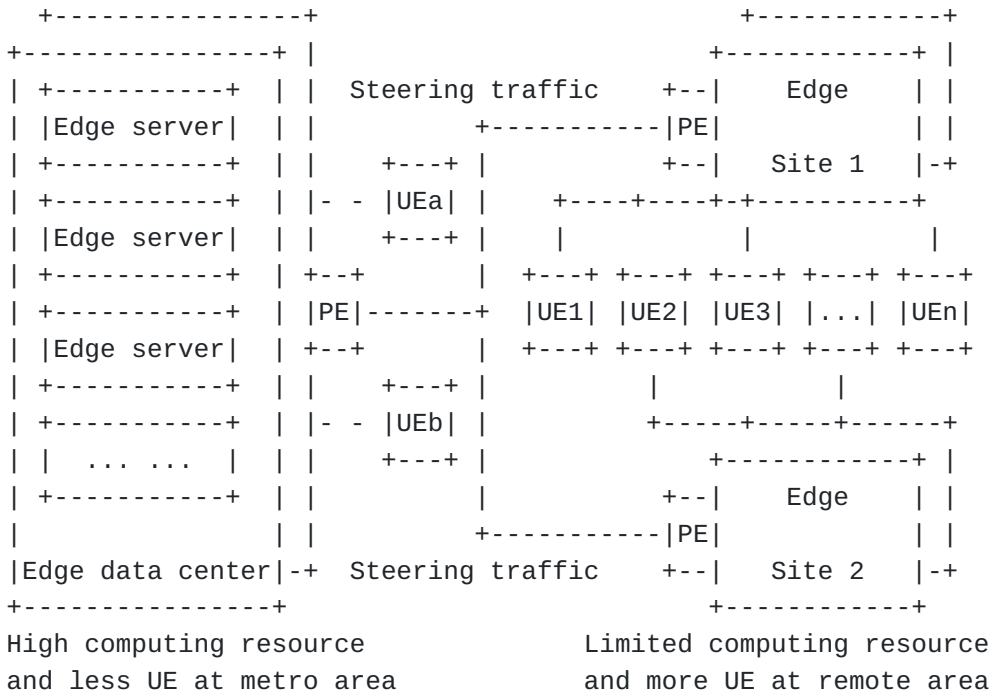 Steering traffic Edge
Edge server PE
Site 1
UEa
Edge server
PE UE1 UE2 UE3 ... UEn
Edge server
UEb
... ...
Edge
PE
Edge data center Steering traffic Site 2
High computing resource Limited computing resource
and less UE at metro area and more UE at remote area